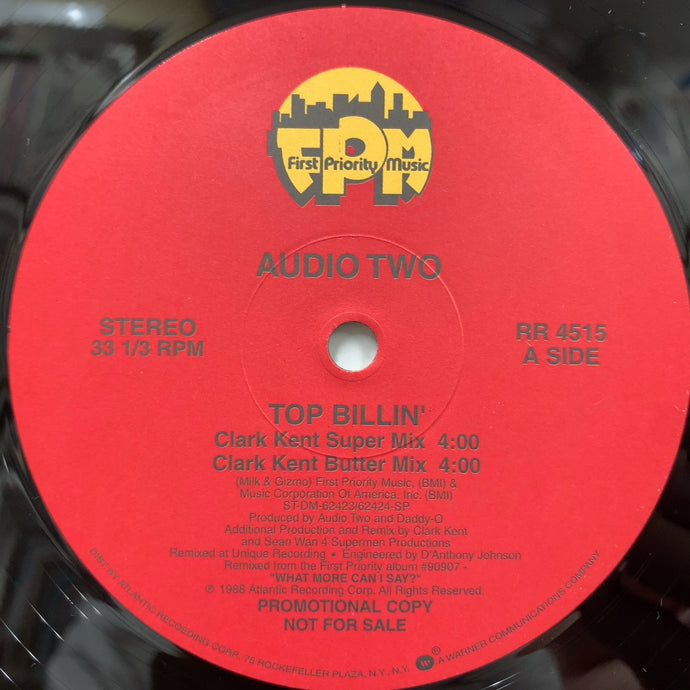 FPM
First Priority Music
AUDIO TWO
STEREO
33 1/3 RPM
RR 4515
A SIDE
TOP BILLIN'
Clark Kent Super Mix 4:00
Clark Kent Butter Mix 4:00
(Milk & Gizmo) First Priority Music, (BMI) &
Music Corporation Of America, Inc. (BMI)
ST-DM-62423/62424-SP
Produced by Audio Two and Daddy-O
Additional Production and Remix by Clark Kent
and Sean Wan 4 Supermen Productions
Remixed at Unique Recording • Engineered by D'Anthony Johnson
Remixed from the First Priority album #90907 -
"WHAT MORE CAN I SAY?"
℗ 1988 Atlantic Recording Corp. All Rights Reserved.
PROMOTIONAL COPY
NOT FOR SALE
DIST. BY ATLANTIC RECORDING CORP. 75 ROCKEFELLER PLAZA, N.Y., N.Y. W ® A WARNER COMMUNICATIONS COMPANY